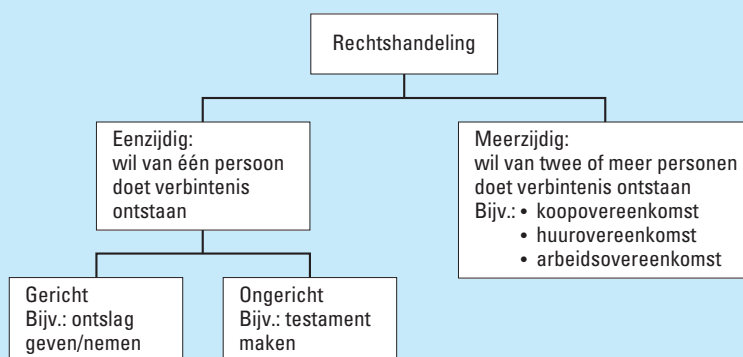 Rechtshandeling
Eenzijdig:
wil van één persoon
doet verbintenis
ontstaan
Meerzijdig:
wil van twee of meer personen
doet verbintenis ontstaan
Bijv.: • koopovereenkomst
• huurovereenkomst
• arbeidsovereenkomst
Gericht
Bijv.: ontslag
geven/nemen
Ongericht
Bijv.: testament
maken